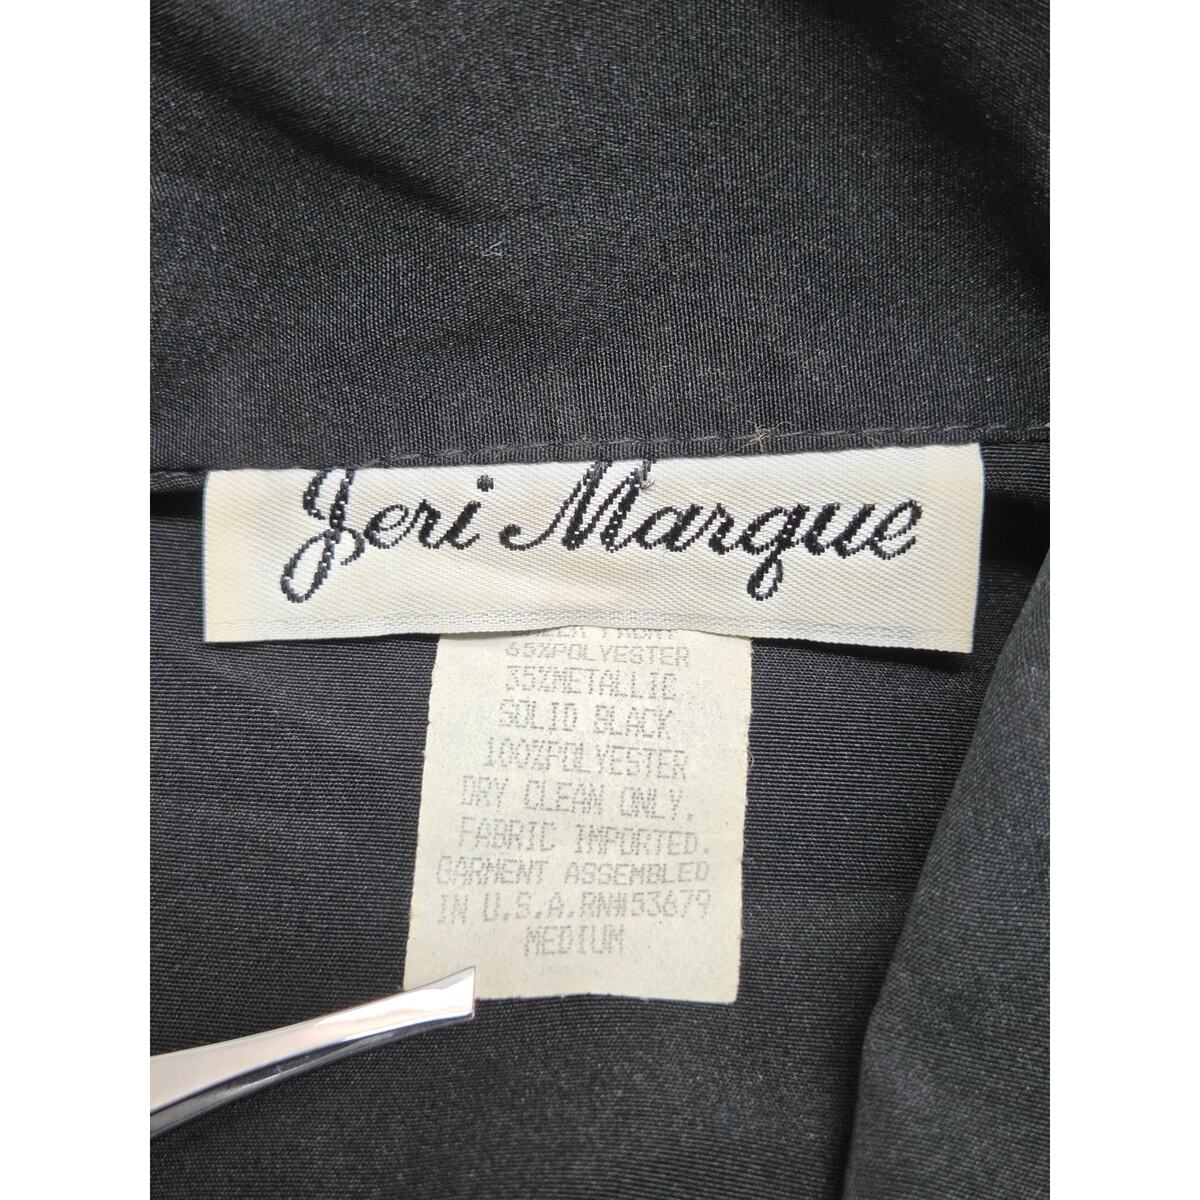 Jeri Marque
FRONT
65%POLYESTER
35%METALLIC
SOLID BLACK
100%POLYESTER
DRY CLEAN ONLY.
FABRIC IMPORTED.
GARMENT ASSEMBLED
IN U.S.A.RN#53679
MEDIUM